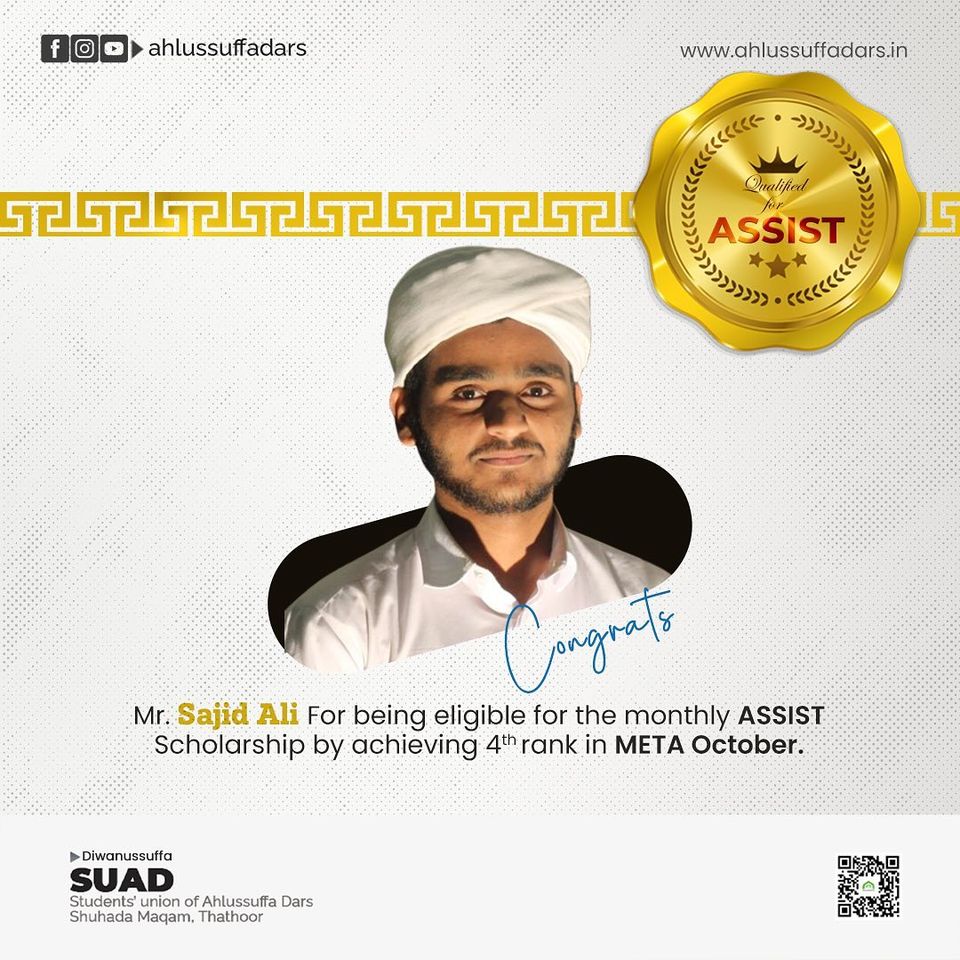 ahlussuffadars
www.ahlussuffadars.in
Qualified
for
ASSIST
Congrats
Mr. Sajid Ali For being eligible for the monthly ASSIST
Scholarship by achieving 4th rank in META October.
Diwanussuffa
SUAD
Students' union of Ahlussuffa Dars
Shuhada Maqam, Thathoor